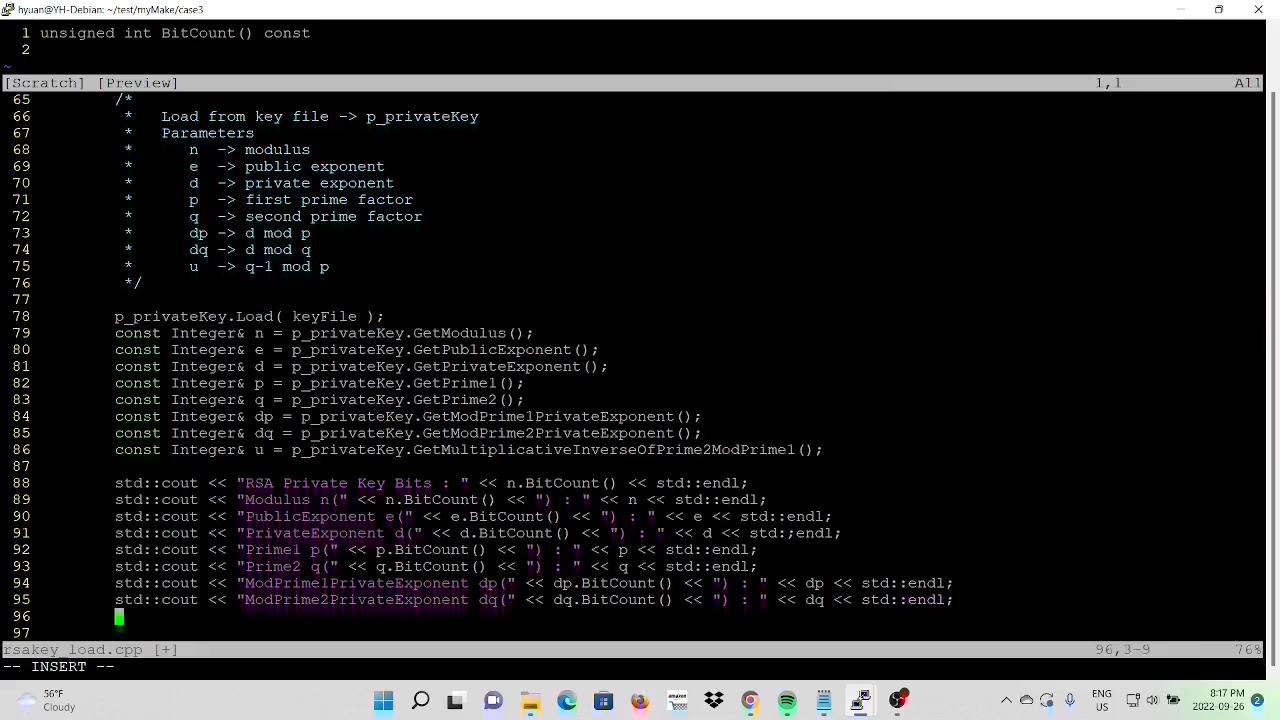 hyuan@YH-Debian: ~/test/myMake/case3
1 unsigned int BitCount() const
2
~
[Scratch] [Preview] 1,1 All
65 /*
66 * Load from key file -> p_privateKey
67 * Parameters
68 * n -> modulus
69 * e -> public exponent
70 * d -> private exponent
71 * p -> first prime factor
72 * q -> second prime factor
73 * dp -> d mod p
74 * dq -> d mod q
75 * u -> q-1 mod p
76 */
77
78 p_privateKey.Load( keyFile );
79 const Integer& n = p_privateKey.GetModulus();
80 const Integer& e = p_privateKey.GetPublicExponent();
81 const Integer& d = p_privateKey.GetPrivateExponent();
82 const Integer& p = p_privateKey.GetPrime1();
83 const Integer& q = p_privateKey.GetPrime2();
84 const Integer& dp = p_privateKey.GetModPrime1PrivateExponent();
85 const Integer& dq = p_privateKey.GetModPrime2PrivateExponent();
86 const Integer& u = p_privateKey.GetMultiplicativeInverseOfPrime2ModPrime1();
87
88 std::cout << "RSA Private Key Bits : " << n.BitCount() << std::endl;
89 std::cout << "Modulus n(" << n.BitCount() << ") : " << n << std::endl;
90 std::cout << "PublicExponent e(" << e.BitCount() << ") : " << e << std::endl;
91 std::cout << "PrivateExponent d(" << d.BitCount() << ") : " << d << std:;endl;
92 std::cout << "Prime1 p(" << p.BitCount() << ") : " << p << std::endl;
93 std::cout << "Prime2 q(" << q.BitCount() << ") : " << q << std::endl;
94 std::cout << "ModPrime1PrivateExponent dp(" << dp.BitCount() << ") : " << dp << std::endl;
95 std::cout << "ModPrime2PrivateExponent dq(" << dq.BitCount() << ") : " << dq << std::endl;
96
97
rsakey_load.cpp [+] 96,3-9 76%
-- INSERT --
56°F
Cloudy
amazon
ENG
US
8:17 PM
2022-09-26
2